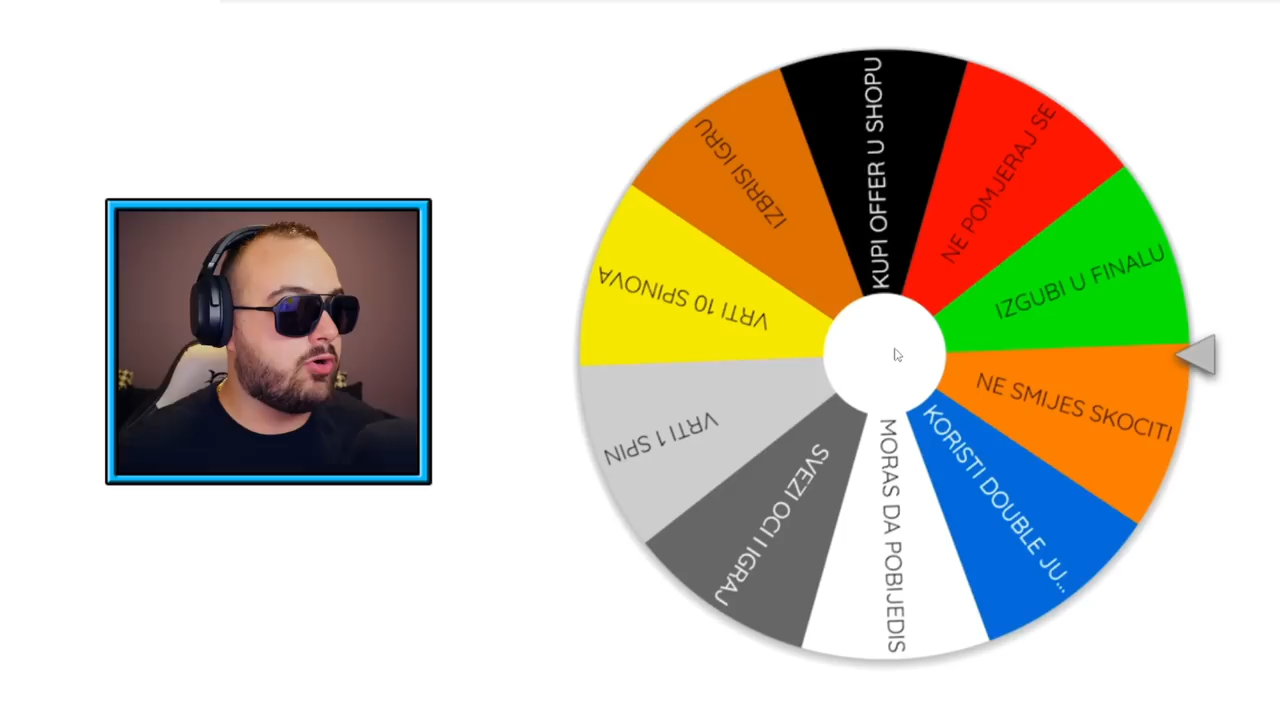 KUPI OFFER U SHOPU
NE POMJERAJ SE
IZGUBI U FINALU
NE SMIJES SKOCITI
KORISTI DOUBLE JU...
MORAS DA POBIJEDIS
SVEZI OCI I IGRAJ
VRTI 1 SPIN
VRTI 10 SPINOVA
IZBRISI IGRU